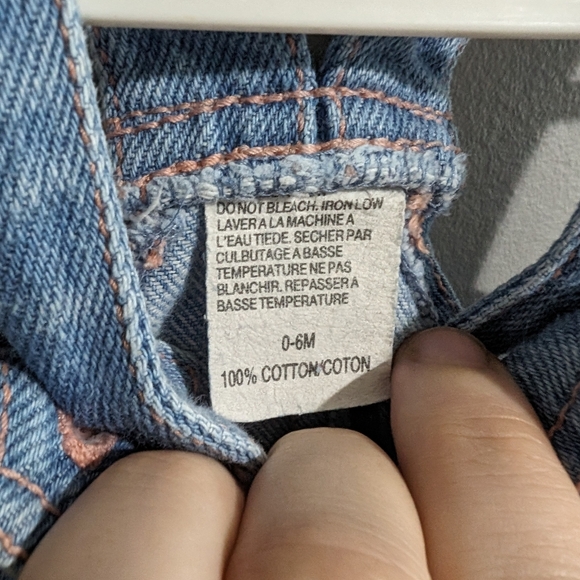 DO NOT BLEACH. IRON LOW
LAVER A LA MACHINE A
L'EAU TIEDE. SECHER PAR
CULBUTAGE A BASSE
TEMPERATURE NE PAS
BLANCHIR. REPASSER A
BASSE TEMPERATURE
0-6M
100% COTTON/COTON